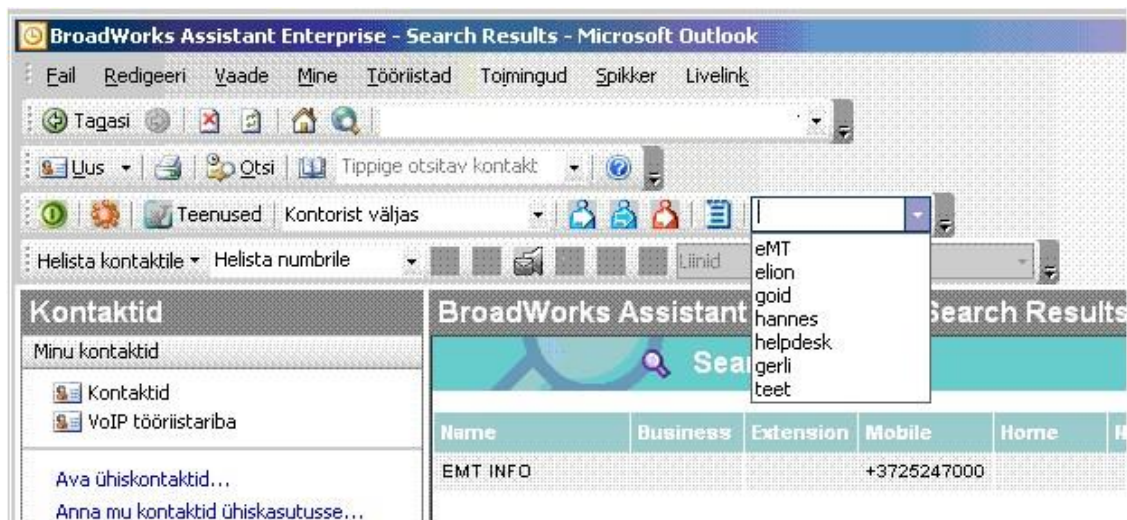 BroadWorks Assistant Enterprise - Search Results - Microsoft Outlook
Fail Redigeeri Vaade Mine Tööriistad Toimingud Spikker Livelink
Tagasi
Uus Otsi Tippige otsitav kontakt
Teenused Kontorist väljas
eMT
elion
goid
hannes
helpdesk
gerli
teet
Helista kontaktile Helista numbrile Liinid
Kontaktid
BroadWorks Assistant Search Results
Minu kontaktid
Kontaktid
VoIP tööriistariba
Ava ühiskontaktid...
Anna mu kontaktid ühiskasutusse...
Name Business Extension Mobile Home
EMT INFO +3725247000